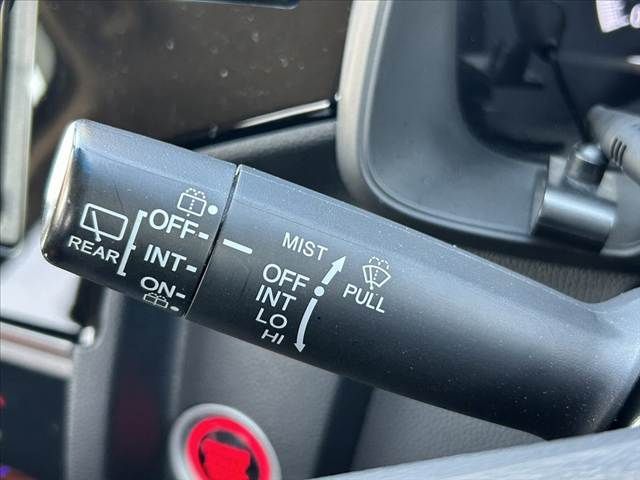 REAR
OFF
INT
ON
MIST
OFF
INT
LO
HI
PULL